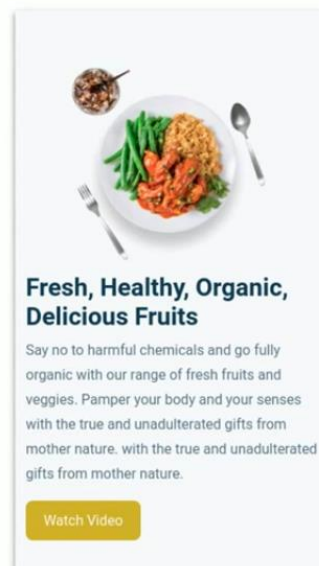 Fresh, Healthy, Organic,
Delicious Fruits
Say no to harmful chemicals and go fully
organic with our range of fresh fruits and
veggies. Pamper your body and your senses
with the true and unadulterated gifts from
mother nature. with the true and unadulterated
gifts from mother nature.
Watch Video